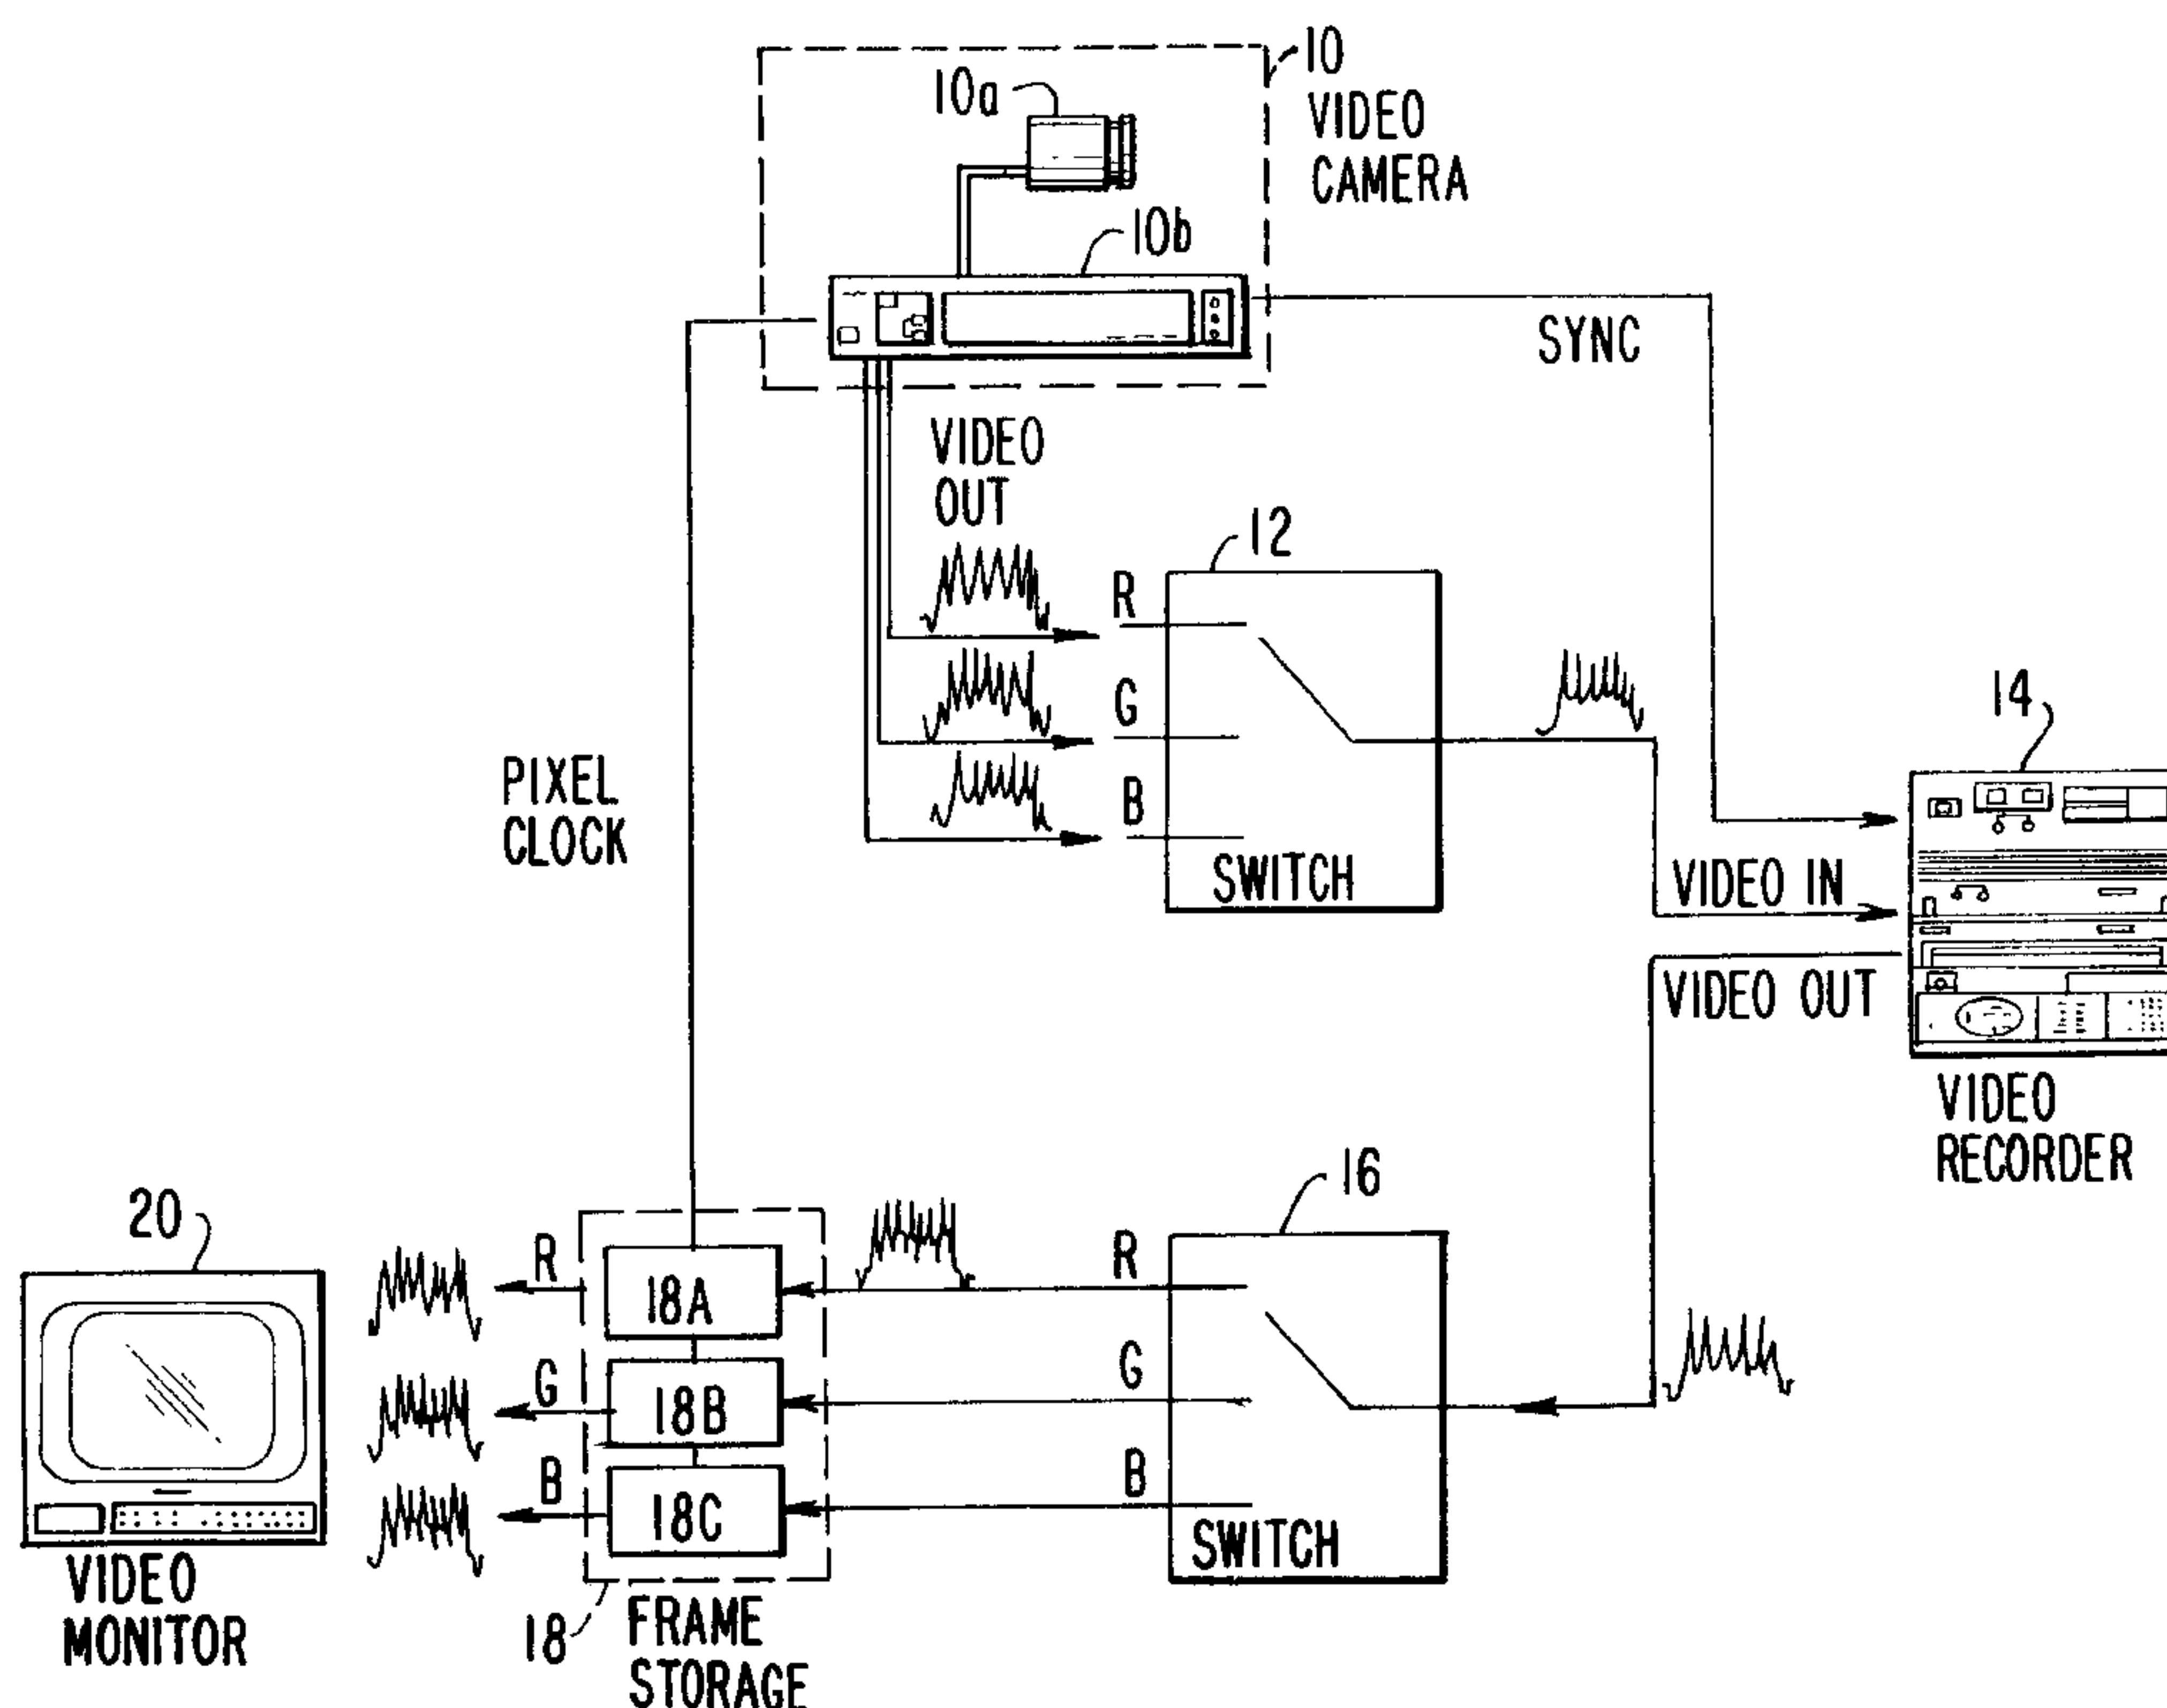 10
VIDEO
CAMERA
10a
10b
SYNC
VIDEO
OUT
12
R
G
B
SWITCH
14
PIXEL
CLOCK
VIDEO IN
VIDEO OUT
VIDEO
RECORDER
16
R
G
B
SWITCH
20
R
G
B
18A
18B
18C
VIDEO
MONITOR
18
FRAME
STORAGE